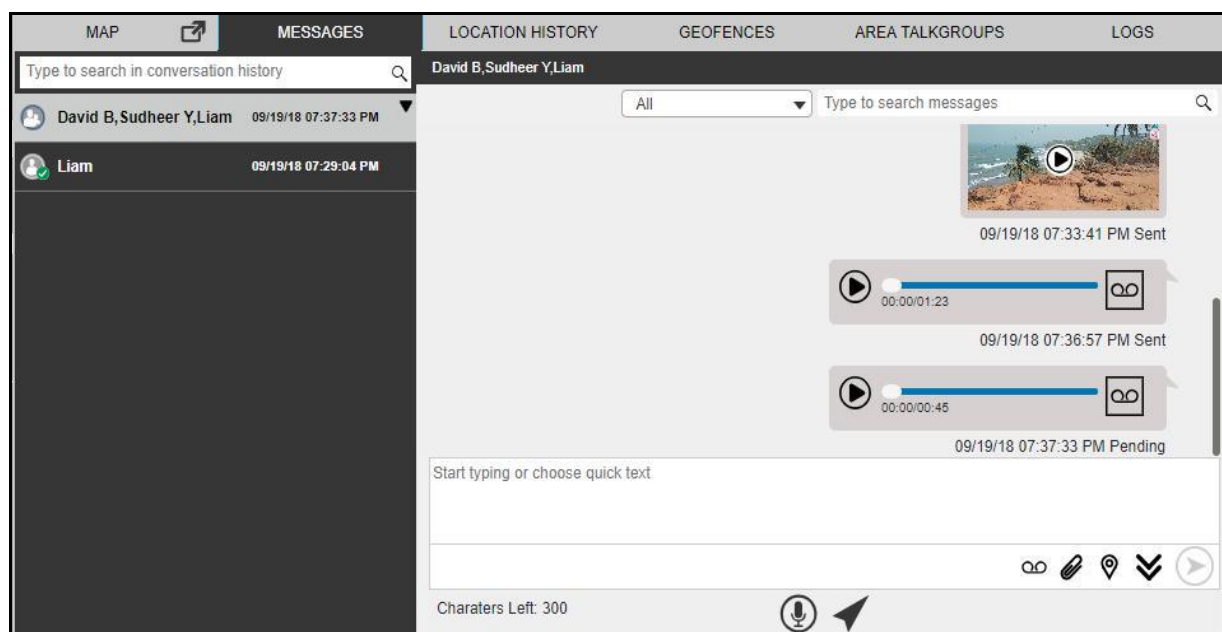 MAP MESSAGES LOCATION HISTORY GEOFENCES AREA TALKGROUPS LOGS
Type to search in conversation history
David B,Sudheer Y,Liam 09/19/18 07:37:33 PM
Liam 09/19/18 07:29:04 PM
David B,Sudheer Y,Liam
All Type to search messages
09/19/18 07:33:41 PM Sent
00:00/01:23
09/19/18 07:36:57 PM Sent
00:00/00:45
09/19/18 07:37:33 PM Pending
Start typing or choose quick text
Charaters Left: 300